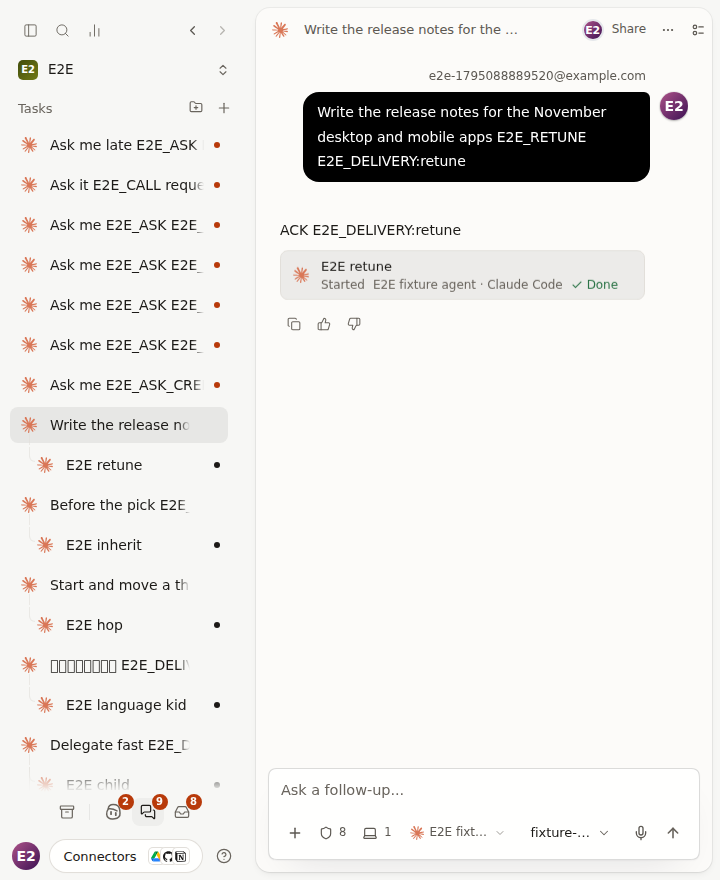 E2 E2E
Tasks
Ask me late E2E_ASK
Ask it E2E_CALL reque
Ask me E2E_ASK E2E_
Ask me E2E_ASK E2E_
Ask me E2E_ASK E2E_
Ask me E2E_ASK E2E_
Ask me E2E_ASK_CRE
Write the release no
E2E retune
Before the pick E2E_
E2E inherit
Start and move a th
E2E hop
E2E_DELIV
E2E language kid
Delegate fast E2E_D
E2E child
2 9 8
E2 Connectors
Write the release notes for the …
E2 Share
e2e-1795088889520@example.com
E2
Write the release notes for the November
desktop and mobile apps E2E_RETUNE
E2E_DELIVERY:retune
ACK E2E_DELIVERY:retune
E2E retune
Started E2E fixture agent · Claude Code Done
Ask a follow-up...
8 1 E2E fixt… fixture-…